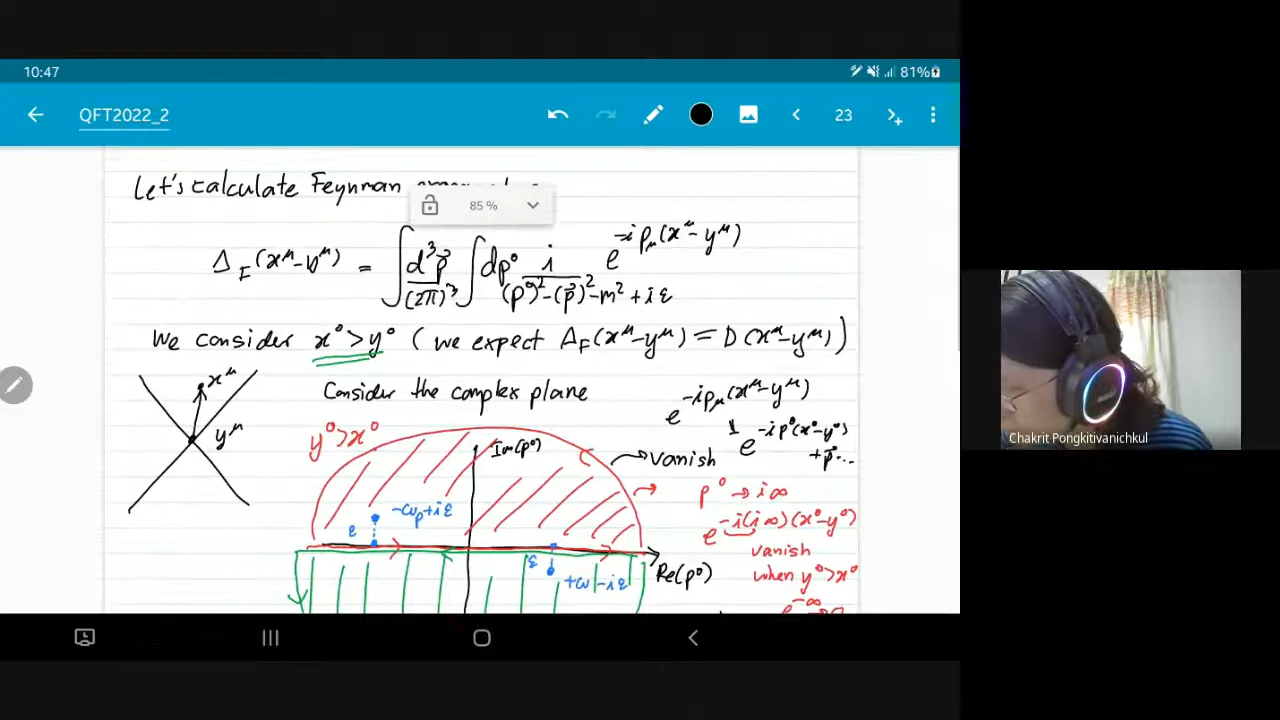 10:47
81%
QFT2022_2
23
Let's calculate Feynman
85 %
Δ_F (x^μ - y^μ) = ∫ d³p⃗/(2π)³ ∫ dp⁰ i/((p⁰)² - (p⃗)² - m² + iε) e^{-ip_μ(x^μ - y^μ)}
We consider x⁰ > y⁰ (we expect Δ_F(x^μ - y^μ) = D(x^μ - y^μ))
x^μ
y^μ
Consider the complex plane
e^{-ip_μ(x^μ - y^μ)}
e^{-ip⁰(x⁰ - y⁰) + p⃗...}
y⁰ > x⁰
Im(p⁰)
vanish
p⁰ → i∞
-ω_p + iε
ε
e^{-i(i∞)(x⁰ - y⁰)}
vanish
when y⁰ > x⁰
Re(p⁰)
ε
+ω - iε
Chakrit Pongkitivanichkul